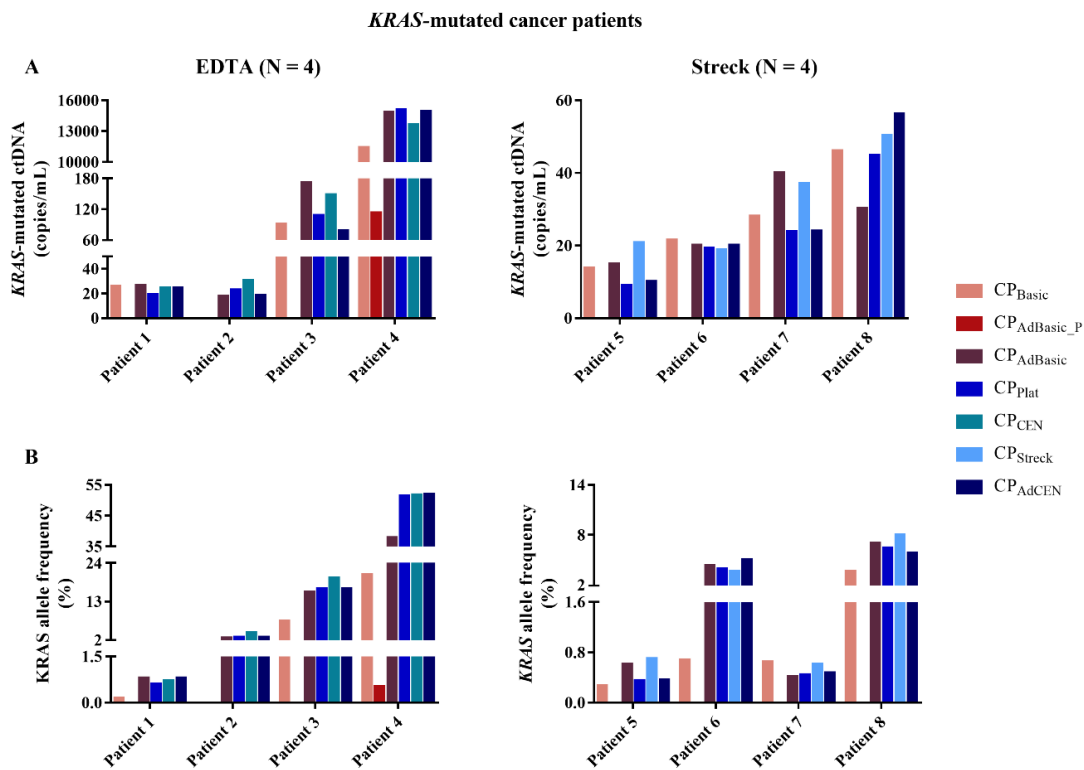 KRAS-mutated cancer patients
A
EDTA (N = 4)
Streck (N = 4)
KRAS-mutated ctDNA
(copies/mL)
16000
13000
10000
180
120
60
40
20
0
Patient 1
Patient 2
Patient 3
Patient 4
KRAS-mutated ctDNA
(copies/mL)
60
40
20
0
Patient 5
Patient 6
Patient 7
Patient 8
CPBasic
CPAdBasic_P
CPAdBasic
CPPlat
CPCEN
CPStreck
CPAdCEN
B
KRAS allele frequency
(%)
55
45
35
24
13
2
1.5
0.0
Patient 1
Patient 2
Patient 3
Patient 4
KRAS allele frequency
(%)
14
8
2
1.6
0.8
0.0
Patient 5
Patient 6
Patient 7
Patient 8